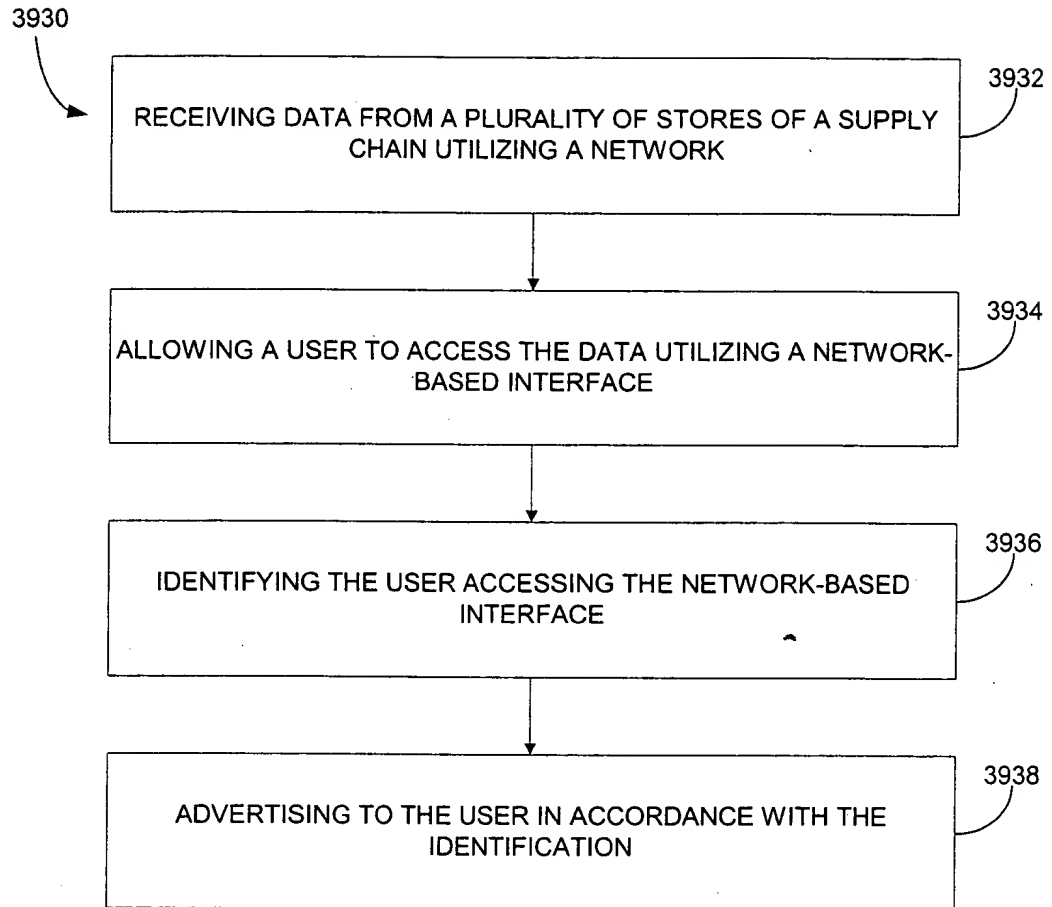 3930
3932
RECEIVING DATA FROM A PLURALITY OF STORES OF A SUPPLY
CHAIN UTILIZING A NETWORK
3934
ALLOWING A USER TO ACCESS THE DATA UTILIZING A NETWORK-
BASED INTERFACE
3936
IDENTIFYING THE USER ACCESSING THE NETWORK-BASED
INTERFACE
3938
ADVERTISING TO THE USER IN ACCORDANCE WITH THE
IDENTIFICATION